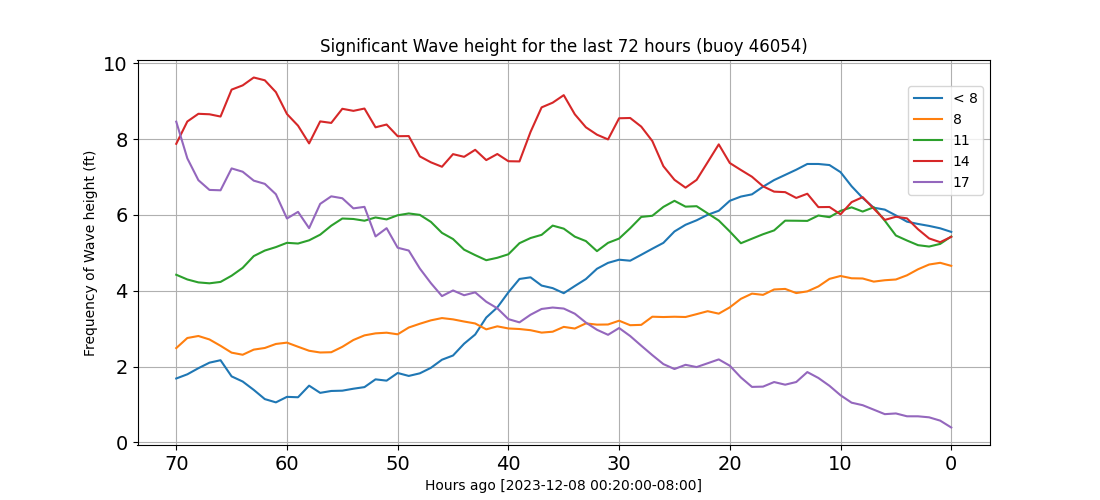 Significant Wave height for the last 72 hours (buoy 46054)
Frequency of Wave height (ft)
10
8
6
4
2
0
< 8
8
11
14
17
70 60 50 40 30 20 10 0
Hours ago [2023-12-08 00:20:00-08:00]